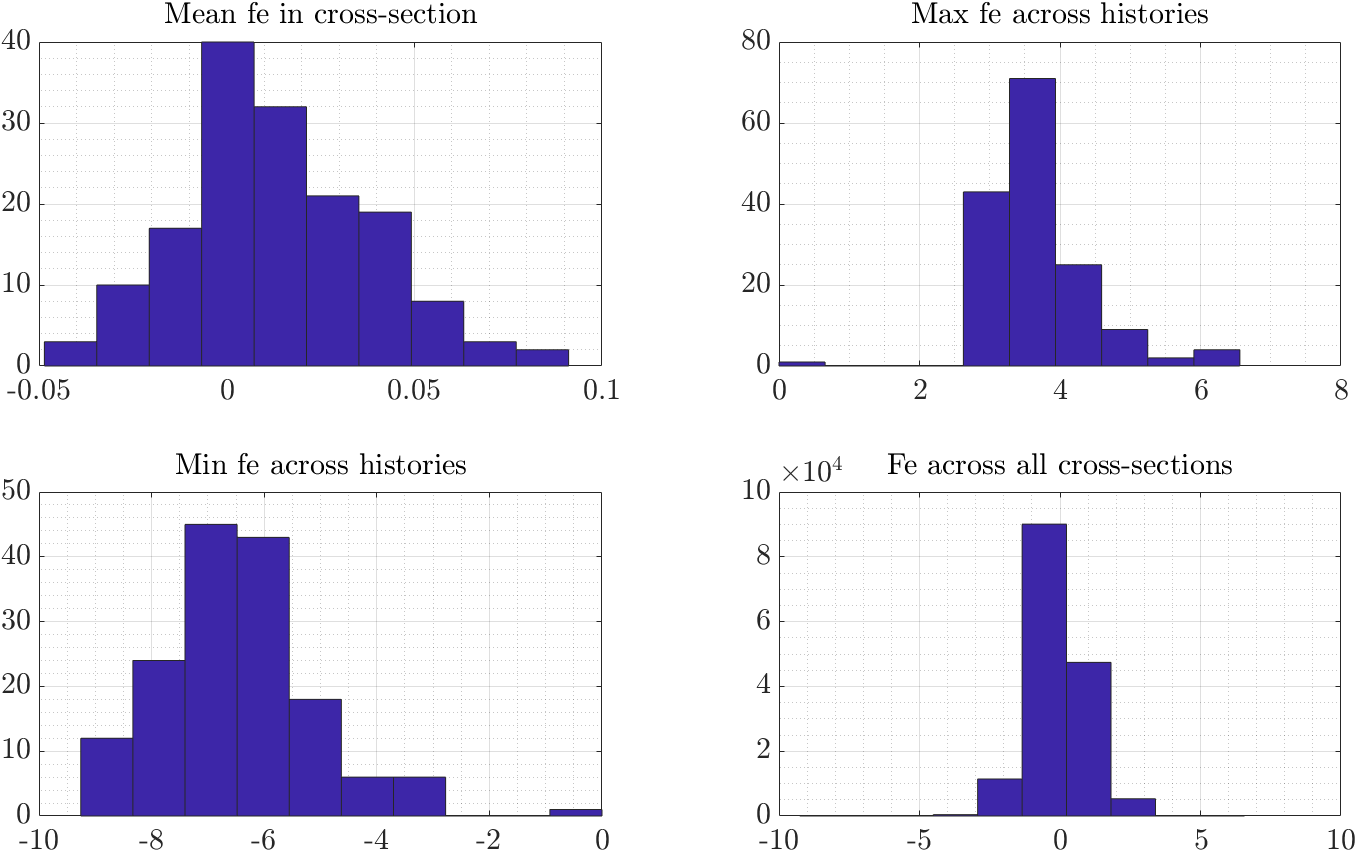 Mean fe in cross-section
40
30
20
10
0
-0.05 0 0.05 0.1
Max fe across histories
80
60
40
20
0
0 2 4 6 8
Min fe across histories
50
40
30
20
10
0
-10 -8 -6 -4 -2 0
×10⁴ Fe across all cross-sections
10
8
6
4
2
0
-10 -5 0 5 10